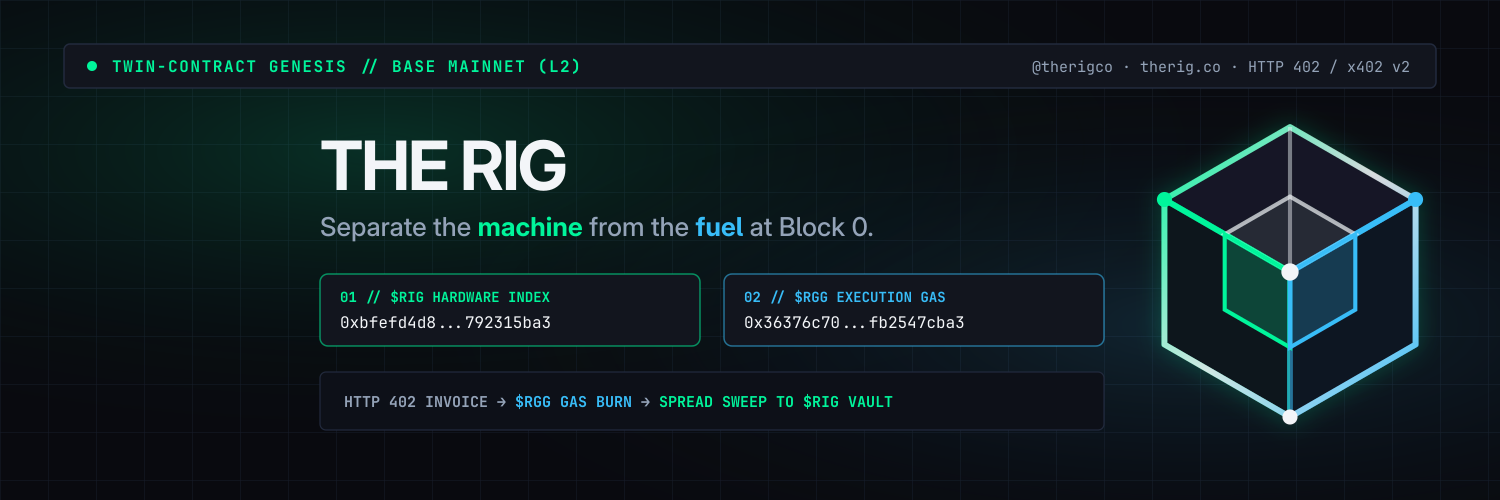 TWIN-CONTRACT GENESIS // BASE MAINNET (L2)
@therigco · therig.co · HTTP 402 / x402 v2
THE RIG
Separate the machine from the fuel at Block 0.
01 // $RIG HARDWARE INDEX
0xbfefd4d8...792315ba3
02 // $RGG EXECUTION GAS
0x36376c70...fb2547cba3
HTTP 402 INVOICE → $RGG GAS BURN → SPREAD SWEEP TO $RIG VAULT